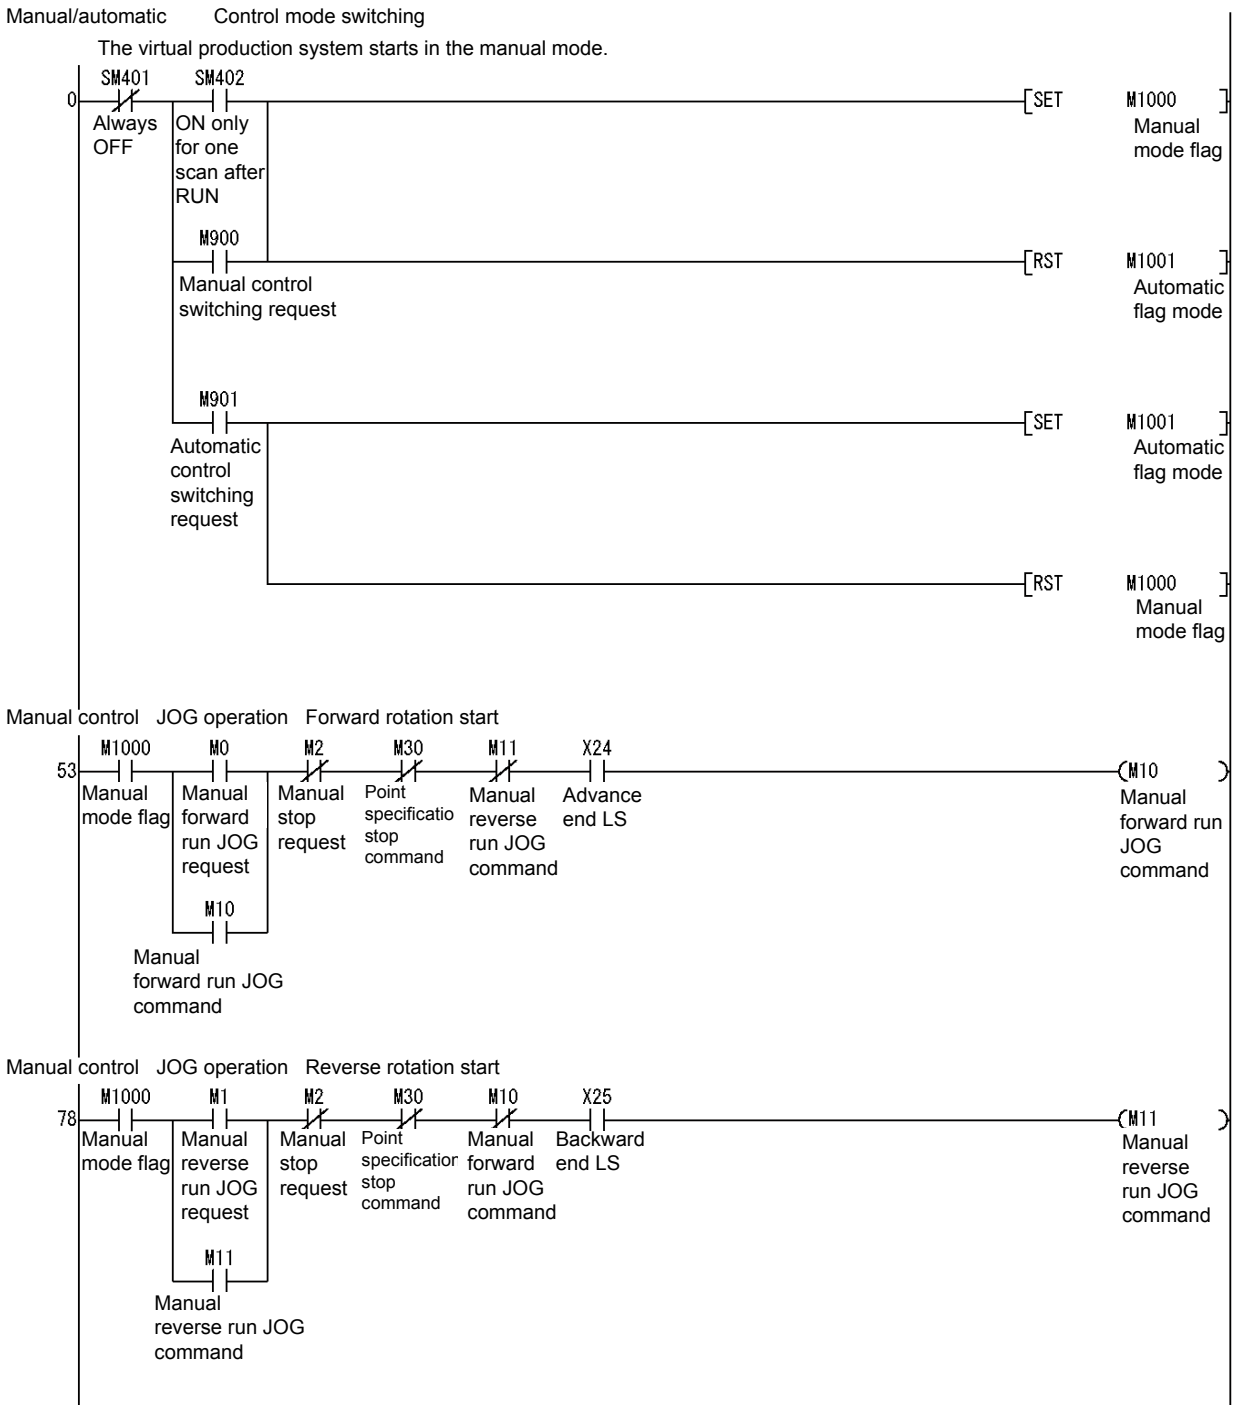 Manual/automatic Control mode switching
The virtual production system starts in the manual mode.
SM401 SM402
0 [SET M1000 ]
Always OFF
ON only for one scan after RUN
Manual mode flag
M900
[RST M1001 ]
Manual control switching request
Automatic flag mode
M901
[SET M1001 ]
Automatic control switching request
Automatic flag mode
[RST M1000 ]
Manual mode flag
Manual control JOG operation Forward rotation start
M1000 M0 M2 M30 M11 X24
53 (M10 )
Manual mode flag
Manual forward run JOG request
Manual stop request
Point specificatio stop command
Manual reverse run JOG command
Advance end LS
Manual forward run JOG command
M10
Manual forward run JOG command
Manual control JOG operation Reverse rotation start
M1000 M1 M2 M30 M10 X25
78 (M11 )
Manual mode flag
Manual reverse run JOG request
Manual stop request
Point specification stop command
Manual forward run JOG command
Backward end LS
Manual reverse run JOG command
M11
Manual reverse run JOG command